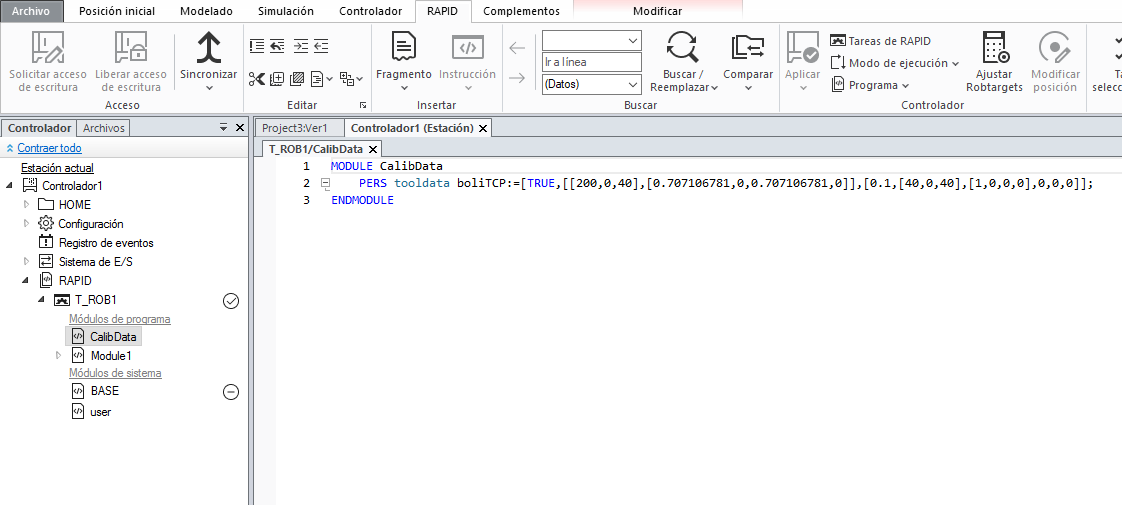 Archivo Posición inicial Modelado Simulación Controlador RAPID Complementos Modificar
Solicitar acceso de escritura
Liberar acceso de escritura
Acceso
Sincronizar
Editar
Fragmento
Instrucción
Insertar
Ir a línea
(Datos)
Buscar / Reemplazar
Comparar
Buscar
Aplicar
Tareas de RAPID
Modo de ejecución
Programa
Ajustar Robtargets
Modificar posición
Controlador
Ta
selecc
Controlador Archivos
Contraer todo
Estación actual
Controlador1
HOME
Configuración
Registro de eventos
Sistema de E/S
RAPID
T_ROB1
Módulos de programa
CalibData
Module1
Módulos de sistema
BASE
user
Project3:Ver1 Controlador1 (Estación)
T_ROB1/CalibData
1 MODULE CalibData
2 PERS tooldata boliTCP:=[TRUE,[[200,0,40],[0.707106781,0,0.707106781,0]],[0.1,[40,0,40],[1,0,0,0],0,0,0]];
3 ENDMODULE